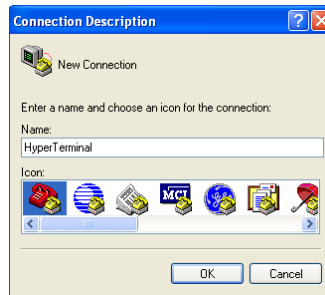 Connection Description
New Connection
Enter a name and choose an icon for the connection:
Name:
HyperTerminal
Icon:
MCI
OK
Cancel